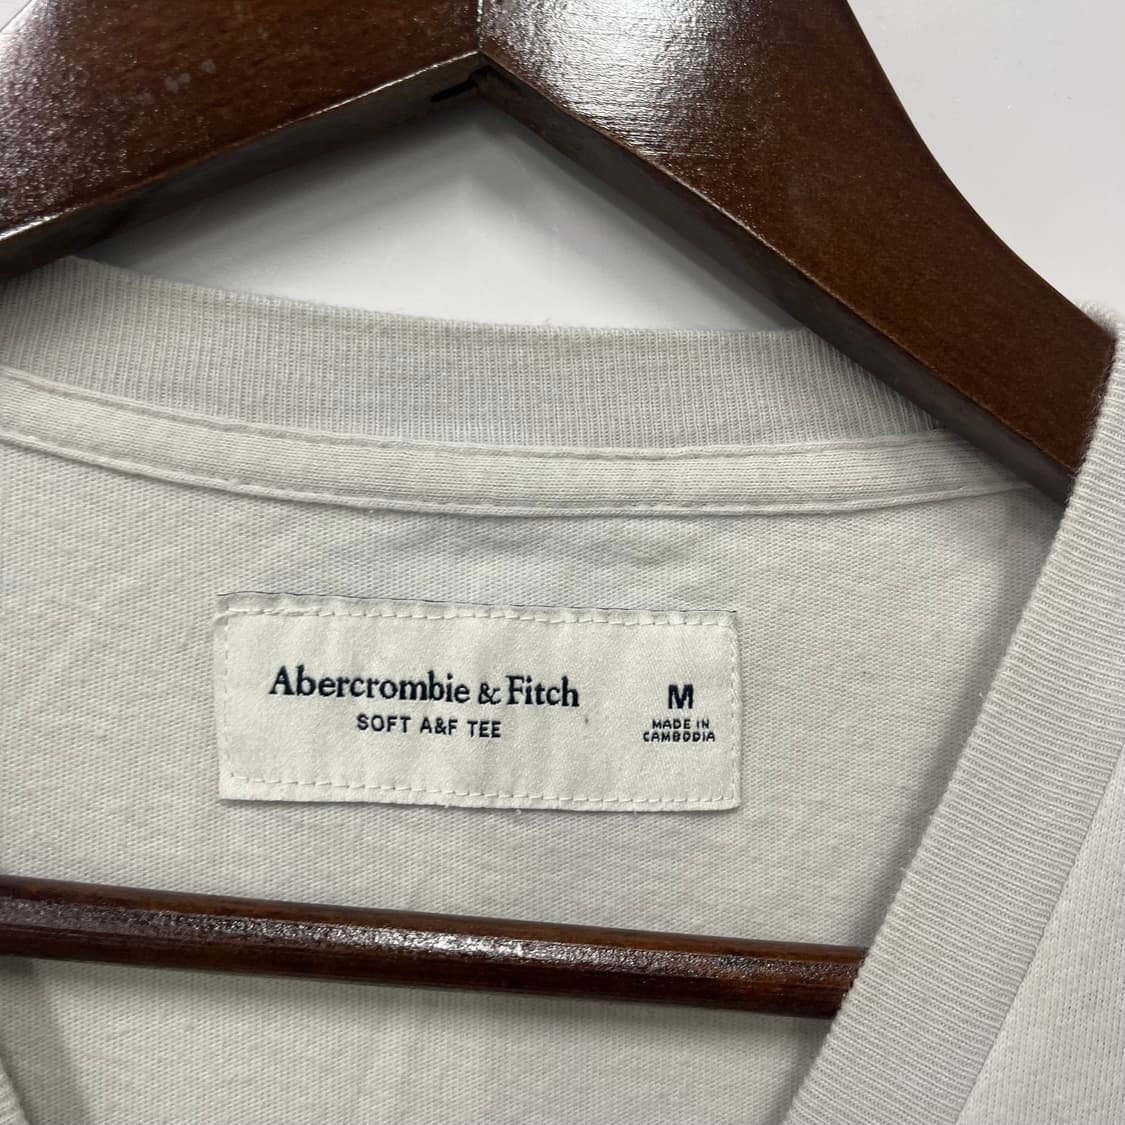 Abercrombie & Fitch
SOFT A&F TEE
M
MADE IN
CAMBODIA